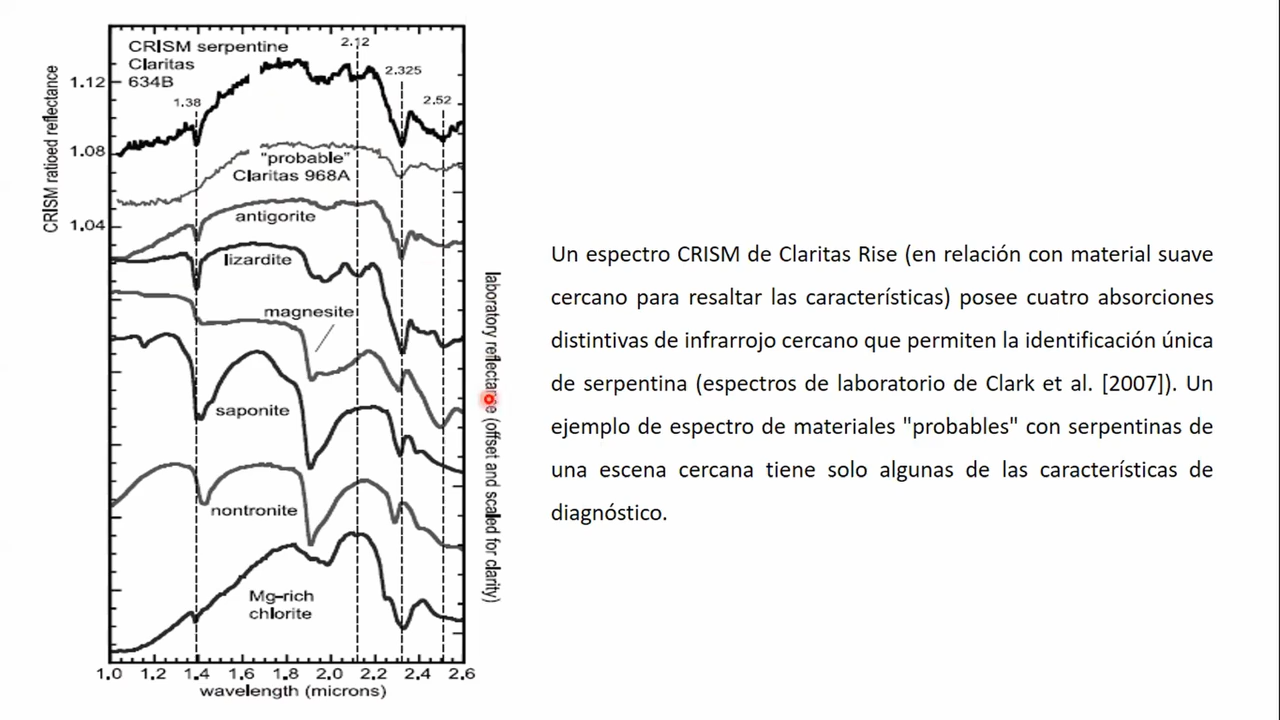 CRISM serpentine
Claritas
634B
2.12
2.325
2.52
1.38
1.12
1.08
1.04
CRISM ratioed reflectance
"probable"
Claritas 968A
antigorite
lizardite
magnesite
saponite
nontronite
Mg-rich
chlorite
laboratory reflectance (offset and scaled for clarity)
1.0 1.2 1.4 1.6 1.8 2.0 2.2 2.4 2.6
wavelength (microns)
Un espectro CRISM de Claritas Rise (en relación con material suave
cercano para resaltar las características) posee cuatro absorciones
distintivas de infrarrojo cercano que permiten la identificación única
de serpentina (espectros de laboratorio de Clark et al. [2007]). Un
ejemplo de espectro de materiales "probables" con serpentinas de
una escena cercana tiene solo algunas de las características de
diagnóstico.